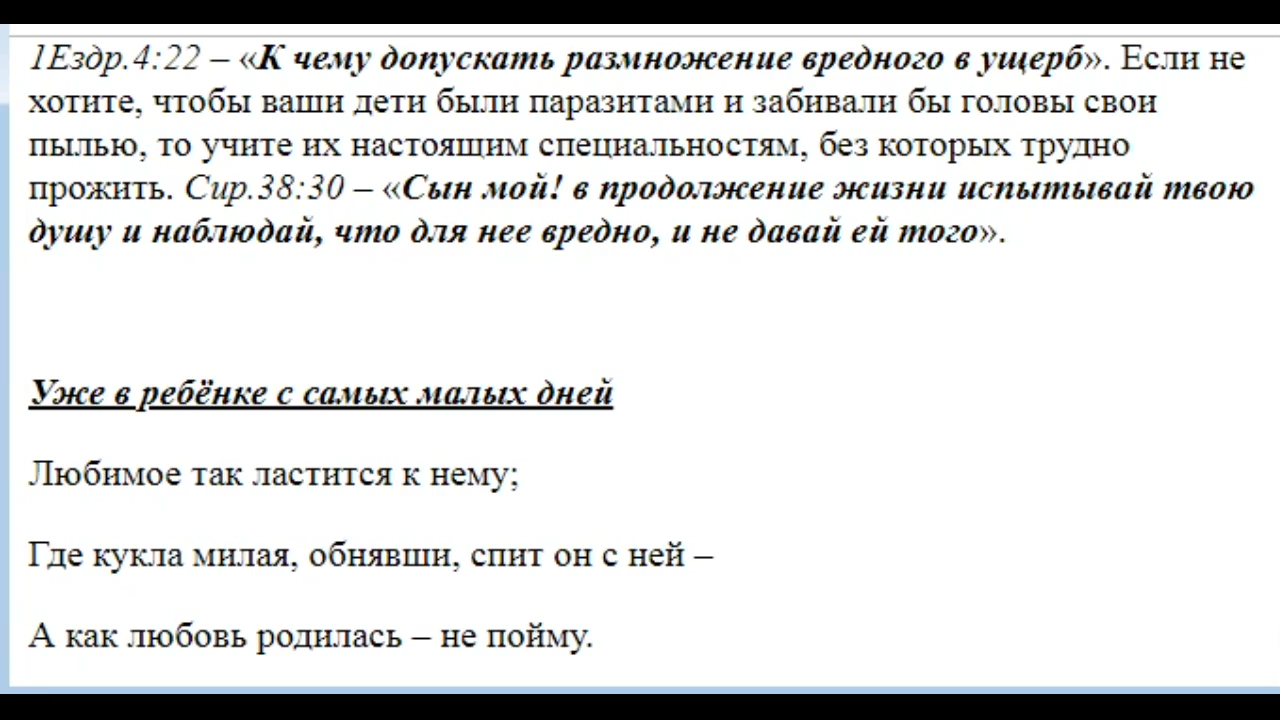 1Ездр.4:22 – «К чему допускать размножение вредного в ущерб». Если не
хотите, чтобы ваши дети были паразитами и забивали бы головы свои
пылью, то учите их настоящим специальностям, без которых трудно
прожить. Сир.38:30 – «Сын мой! в продолжение жизни испытывай твою
душу и наблюдай, что для нее вредно, и не давай ей того».
Уже в ребёнке с самых малых дней
Любимое так ластится к нему;
Где кукла милая, обнявши, спит он с ней –
А как любовь родилась – не пойму.